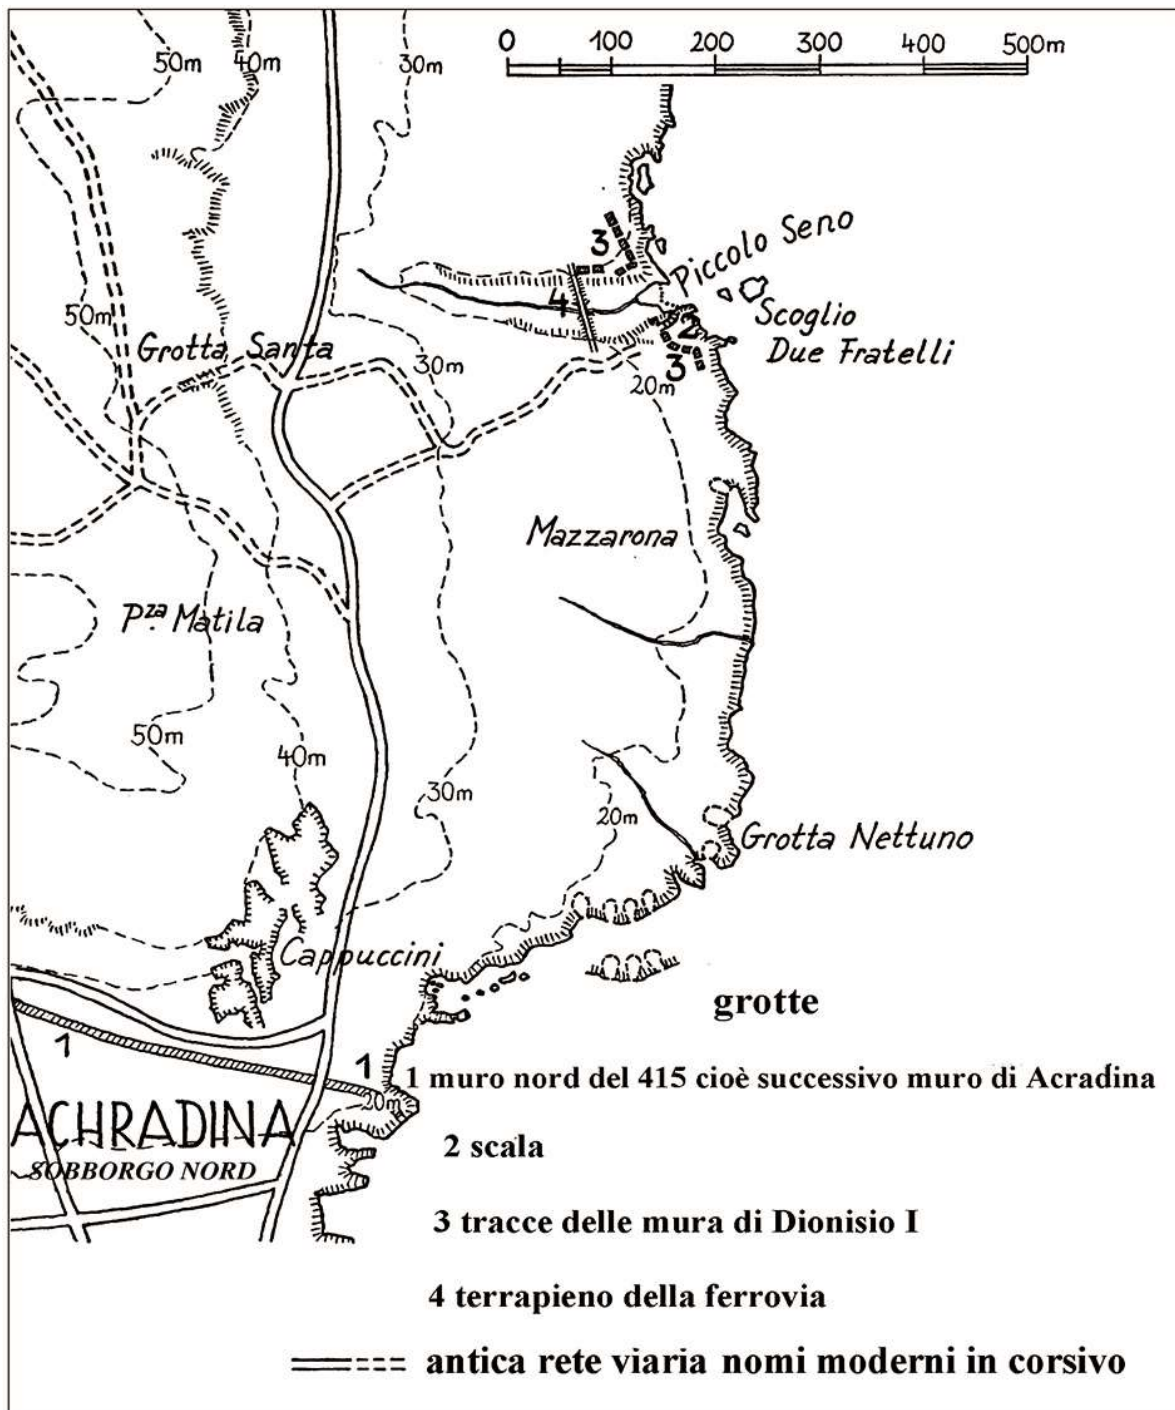 0 100 200 300 400 500m
50m 40m 30m
Piccolo Seno
3
4
50m
Scoglio
Due Fratelli
2
Grotta Santa
30m
3
20m
Mazzarona
Pza Matila
50m
40m
30m
20m
Grotta Nettuno
Cappuccini
grotte
1
1
1 muro nord del 415 cioè successivo muro di Acradina
20m
ACHRADINA
SOBBORGO NORD
2 scala
3 tracce delle mura di Dionisio I
4 terrapieno della ferrovia
antica rete viaria nomi moderni in corsivo